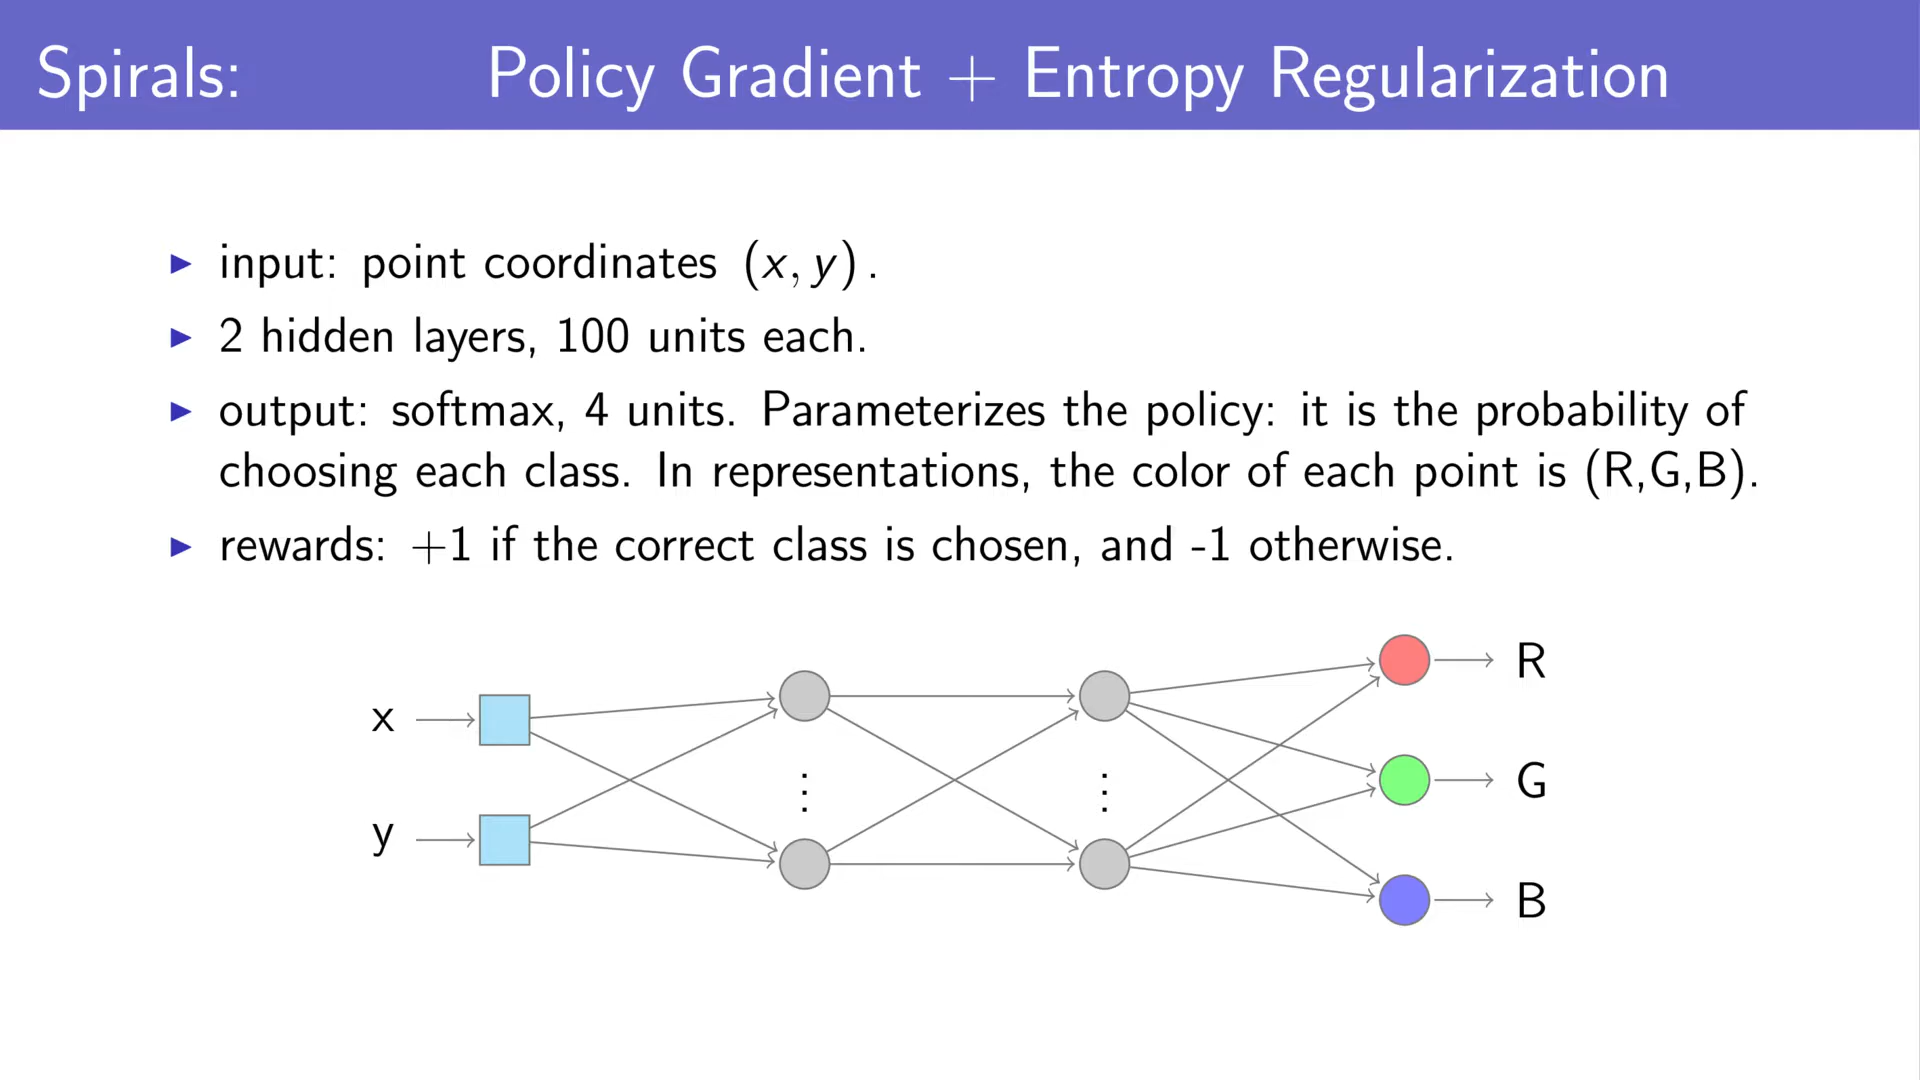 Spirals: Policy Gradient + Entropy Regularization
▶ input: point coordinates (x, y).
▶ 2 hidden layers, 100 units each.
▶ output: softmax, 4 units. Parameterizes the policy: it is the probability of
choosing each class. In representations, the color of each point is (R,G,B).
▶ rewards: +1 if the correct class is chosen, and -1 otherwise.
R
x
⋮ ⋮
G
y
B